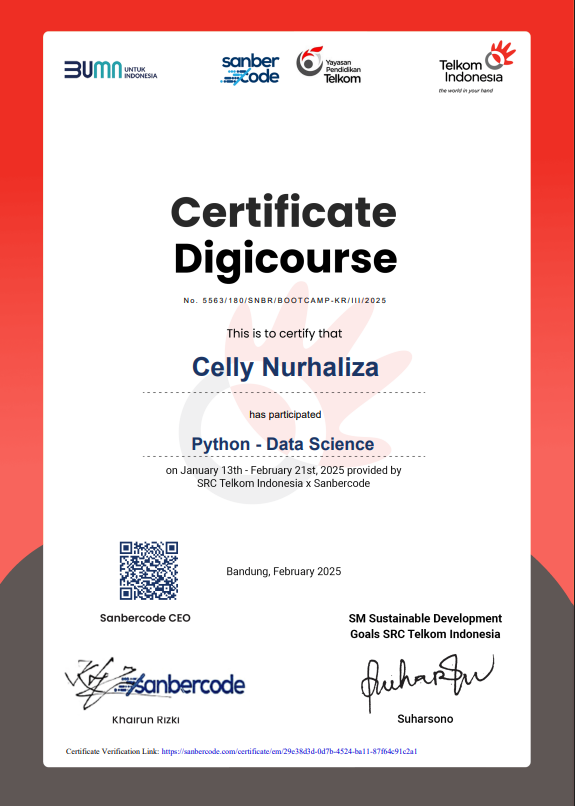 BUMN UNTUK
INDONESIA
sanber
code
Yayasan
Pendidikan
Telkom
Telkom
Indonesia
the world in your hand
Certificate
Digicourse
No. 5563/180/SNBR/BOOTCAMP-KR/III/2025
This is to certify that
Celly Nurhaliza
has participated
Python - Data Science
on January 13th - February 21st, 2025 provided by
SRC Telkom Indonesia x Sanbercode
Bandung, February 2025
Sanbercode CEO
SM Sustainable Development
Goals SRC Telkom Indonesia
sanbercode
Khairun Rizki
Suharsono
Certificate Verification Link: https://sanbercode.com/certificate/em/29e38d3d-0d7b-4524-ba11-87f64c91c2a1